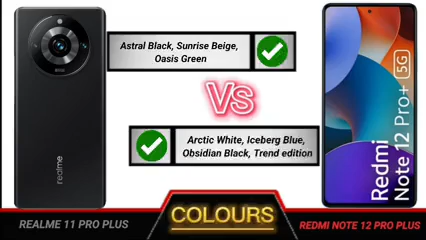 Astral Black, Sunrise Beige,
Oasis Green
Vs
Arctic White, Iceberg Blue,
Obsidian Black, Trend edition
realme
Redmi
Note 12 Pro+ 5G
COLOURS
REALME 11 PRO PLUS
REDMI NOTE 12 PRO PLUS